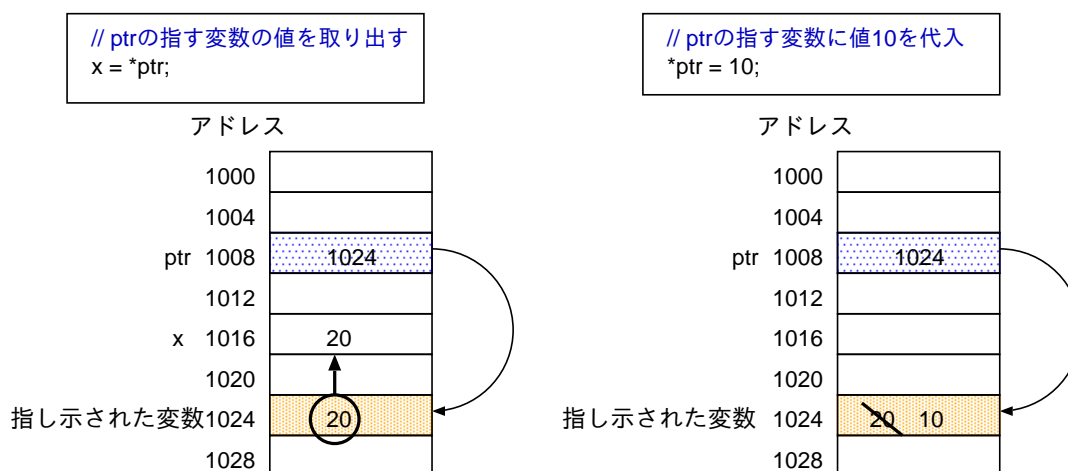 // ptrの指す変数の値を取り出す
x = *ptr;
アドレス
1000
1004
ptr 1008 1024
1012
x 1016 20
1020
指し示された変数 1024 20
1028
// ptrの指す変数に値10を代入
*ptr = 10;
アドレス
1000
1004
ptr 1008 1024
1012
1016
1020
指し示された変数 1024 20 10
1028